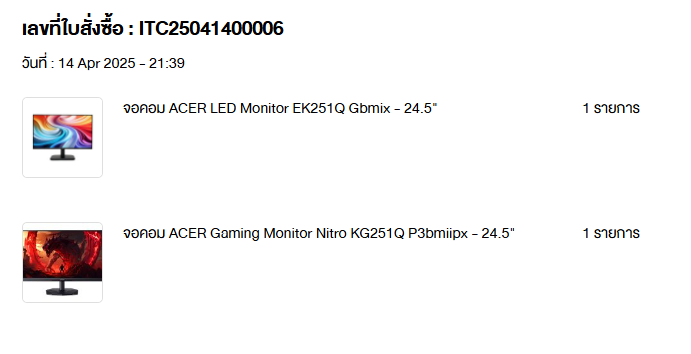 เลขที่ใบสั่งซื้อ : ITC25041400006
วันที่ : 14 Apr 2025 - 21:39
จอคอม ACER LED Monitor EK251Q Gbmix - 24.5" 1 รายการ
จอคอม ACER Gaming Monitor Nitro KG251Q P3bmiipx - 24.5" 1 รายการ